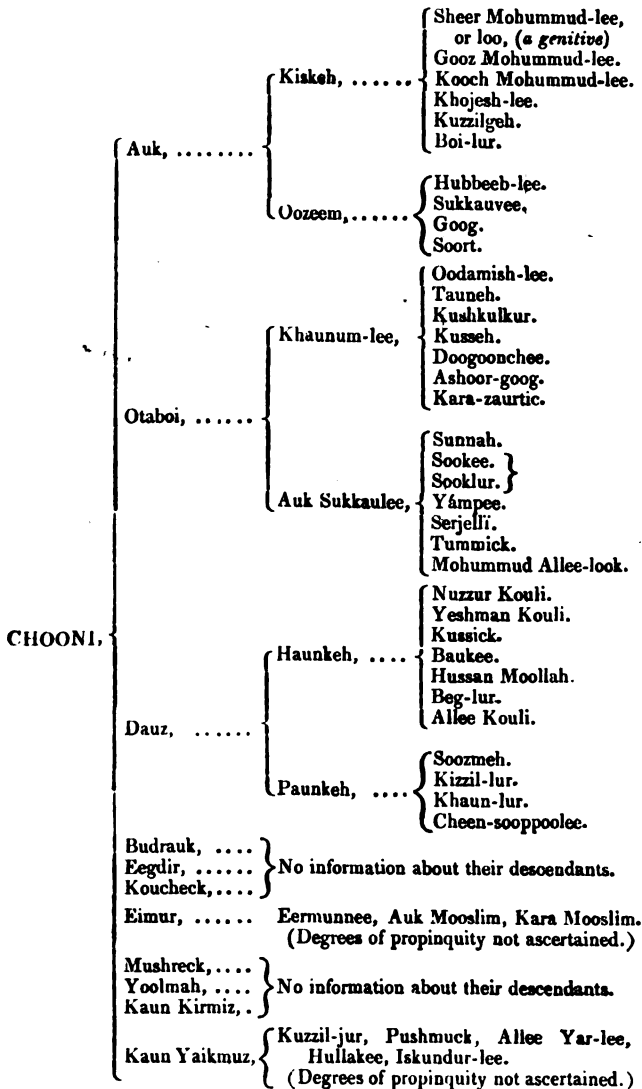 Sheer Mohummud-lee,
or loo, (a genitive)
Gooz Mohummud-lee.
Kiskeh, ...... Kooch Mohummud-lee.
Khojesh-lee.
Kuzzilgeh.
Auk, ........ Boi-lur.
Hubbeeb-lee.
Sukkauvee.
Oozeem, ...... Goog.
Soort.
Oodamish-lee.
Tauneh.
Kushkulkur.
Khaunum-lee, Kusseh.
Doogoonchee.
Ashoor-goog.
Kara-zaurtic.
Otaboi, ......
Sunnah.
Sookee.
Sooklur.
Auk Sukkaulee, Yámpee.
Serjellï.
Tummick.
Mohummud Allee-look.
Nuzzur Kouli.
Yeshman Kouli.
CHOONI, Kussick.
Haunkeh, .... Baukee.
Hussan Moollah.
Beg-lur.
Dauz, ...... Allee Kouli.
Soozmeh.
Paunkeh, .... Kizzil-lur.
Khaun-lur.
Cheen-sooppoolee.
Budrauk, ....
Eegdir, ...... No information about their descendants.
Koucheck, ....
Eimur, ...... Eermunnee, Auk Mooslim, Kara Mooslim.
(Degrees of propinquity not ascertained.)
Mushreck, ....
Yoolmah, .... No information about their descendants.
Kaun Kirmiz, .
Kuzzil-jur, Pushmuck, Allee Yar-lee,
Kaun Yaikmuz, Hullakee, Iskundur-lee.
(Degrees of propinquity not ascertained.)